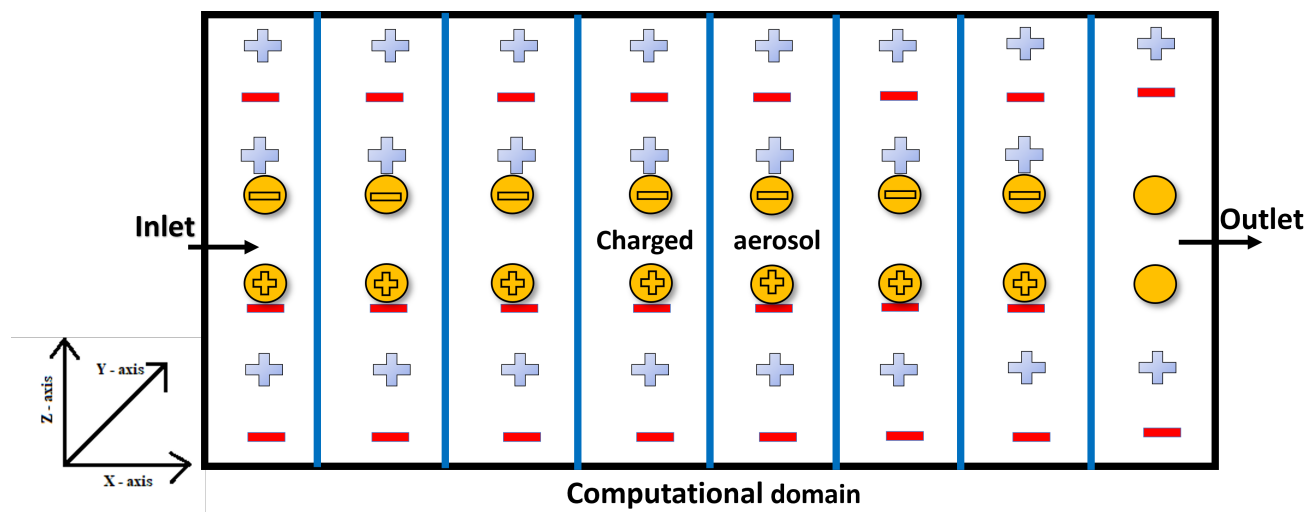 Inlet
Charged aerosol
Outlet
Z - axis
Y - axis
X - axis
Computational domain